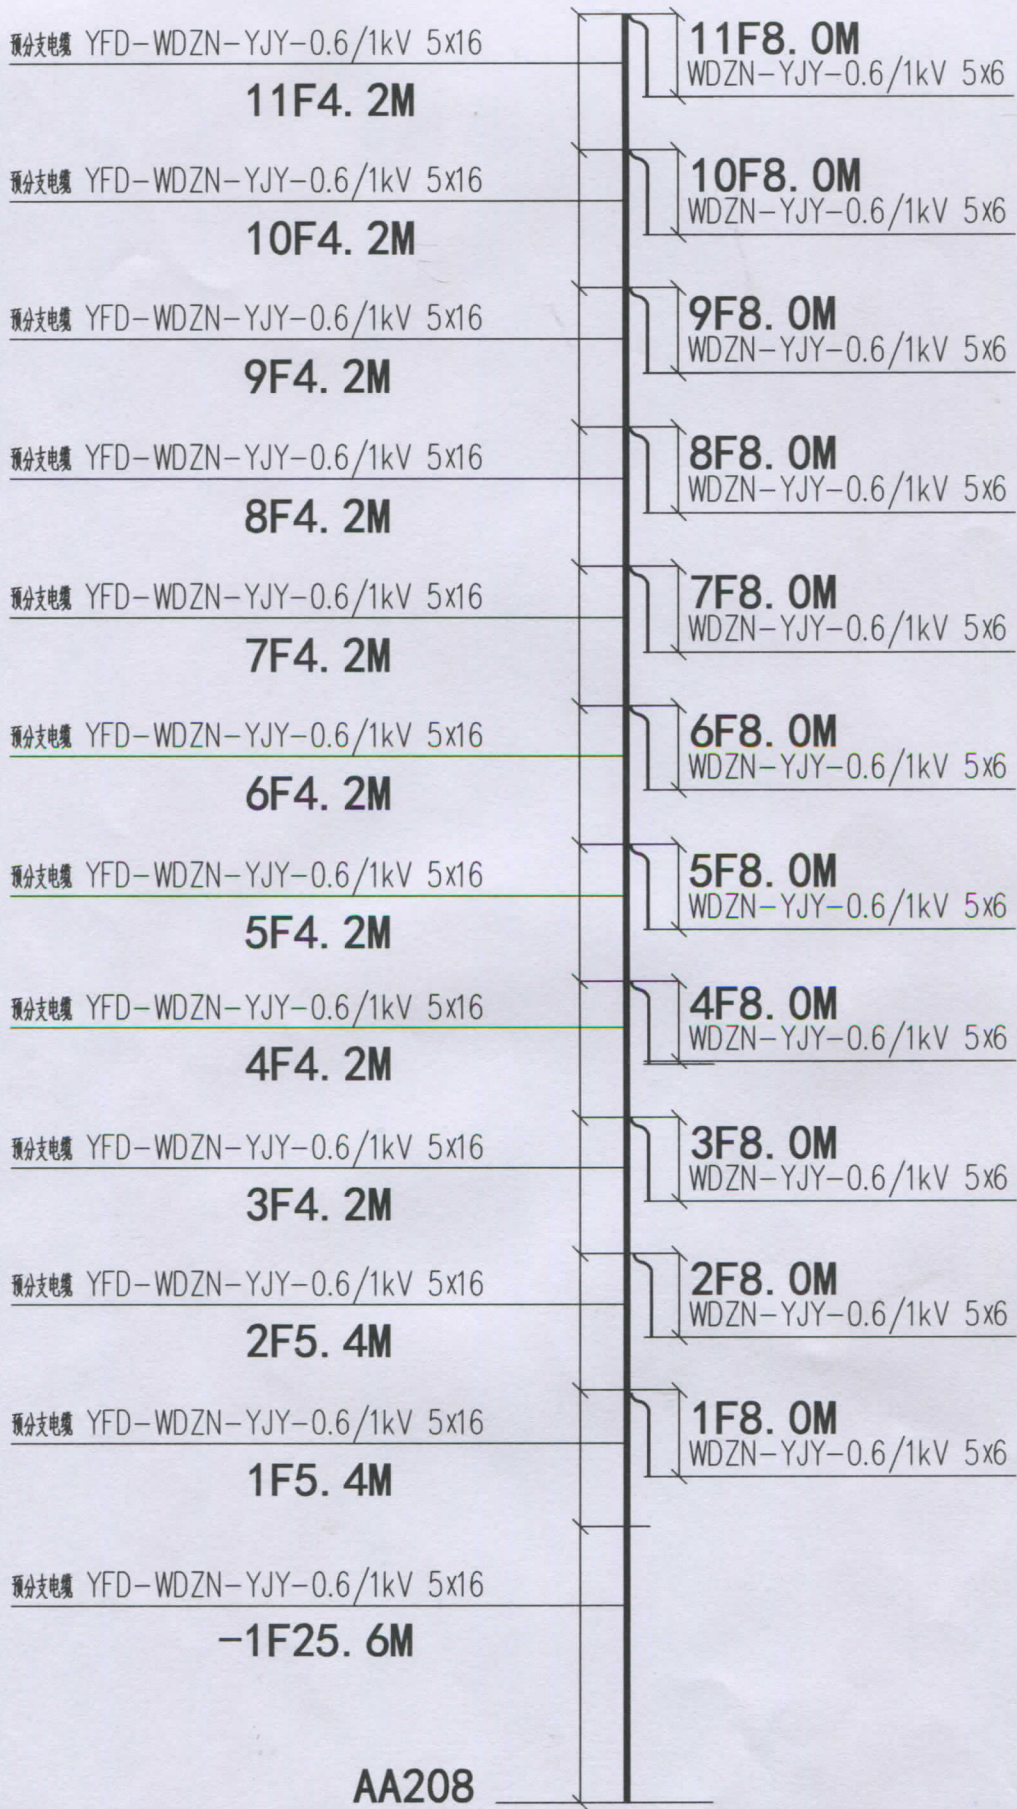 预分支电缆 YFD-WDZN-YJY-0.6/1kV 5x16
11F4.2M
11F8.0M
WDZN-YJY-0.6/1kV 5x6
预分支电缆 YFD-WDZN-YJY-0.6/1kV 5x16
10F4.2M
10F8.0M
WDZN-YJY-0.6/1kV 5x6
预分支电缆 YFD-WDZN-YJY-0.6/1kV 5x16
9F4.2M
9F8.0M
WDZN-YJY-0.6/1kV 5x6
预分支电缆 YFD-WDZN-YJY-0.6/1kV 5x16
8F4.2M
8F8.0M
WDZN-YJY-0.6/1kV 5x6
预分支电缆 YFD-WDZN-YJY-0.6/1kV 5x16
7F4.2M
7F8.0M
WDZN-YJY-0.6/1kV 5x6
预分支电缆 YFD-WDZN-YJY-0.6/1kV 5x16
6F4.2M
6F8.0M
WDZN-YJY-0.6/1kV 5x6
预分支电缆 YFD-WDZN-YJY-0.6/1kV 5x16
5F4.2M
5F8.0M
WDZN-YJY-0.6/1kV 5x6
预分支电缆 YFD-WDZN-YJY-0.6/1kV 5x16
4F4.2M
4F8.0M
WDZN-YJY-0.6/1kV 5x6
预分支电缆 YFD-WDZN-YJY-0.6/1kV 5x16
3F4.2M
3F8.0M
WDZN-YJY-0.6/1kV 5x6
预分支电缆 YFD-WDZN-YJY-0.6/1kV 5x16
2F5.4M
2F8.0M
WDZN-YJY-0.6/1kV 5x6
预分支电缆 YFD-WDZN-YJY-0.6/1kV 5x16
1F5.4M
1F8.0M
WDZN-YJY-0.6/1kV 5x6
预分支电缆 YFD-WDZN-YJY-0.6/1kV 5x16
-1F25.6M
AA208